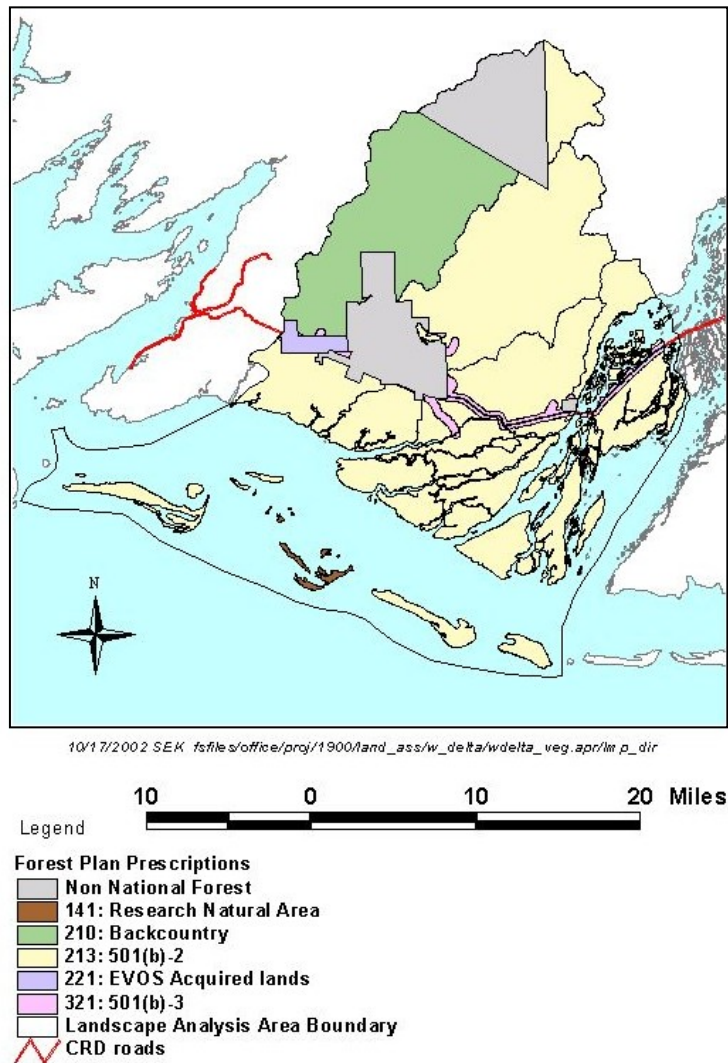 N
10/17/2002 SEK fsfiles/office/proj/1900/land_ass/w_delta/wdelta_veg.apr/lmp_dir
10 0 10 20 Miles
Legend
Forest Plan Prescriptions
Non National Forest
141: Research Natural Area
210: Backcountry
213: 501(b)-2
221: EVOS Acquired lands
321: 501(b)-3
Landscape Analysis Area Boundary
CRD roads